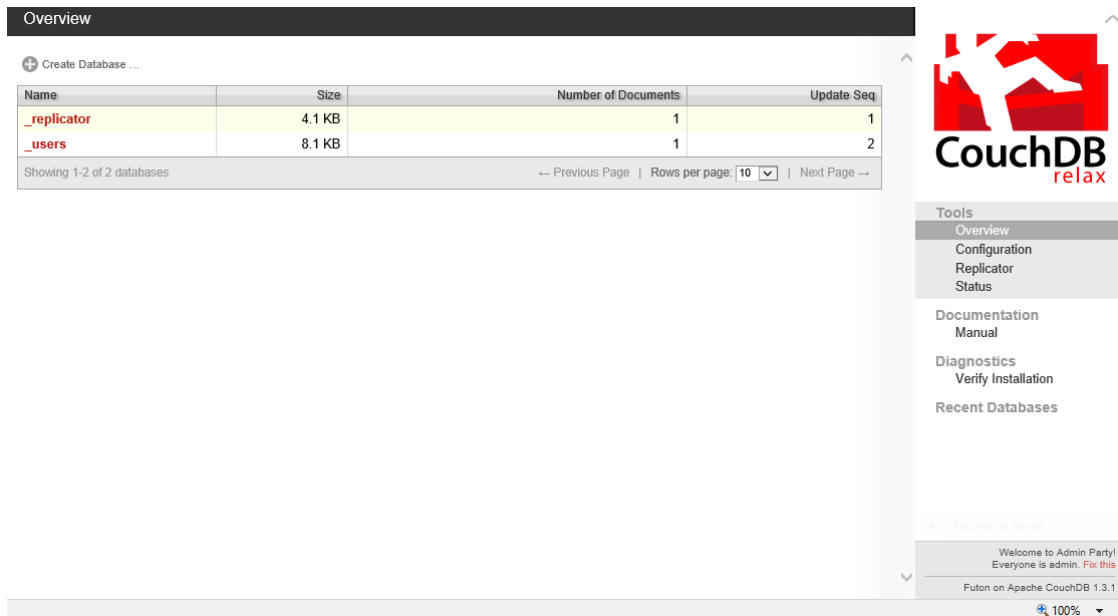 Overview
Create Database ...
Name Size Number of Documents Update Seq
_replicator 4.1 KB 1 1
_users 8.1 KB 1 2
Showing 1-2 of 2 databases ← Previous Page | Rows per page: 10 | Next Page →
CouchDB
relax
Tools
Overview
Configuration
Replicator
Status
Documentation
Manual
Diagnostics
Verify Installation
Recent Databases
Recorte de Janela
Welcome to Admin Party!
Everyone is admin. Fix this
Futon on Apache CouchDB 1.3.1
100%